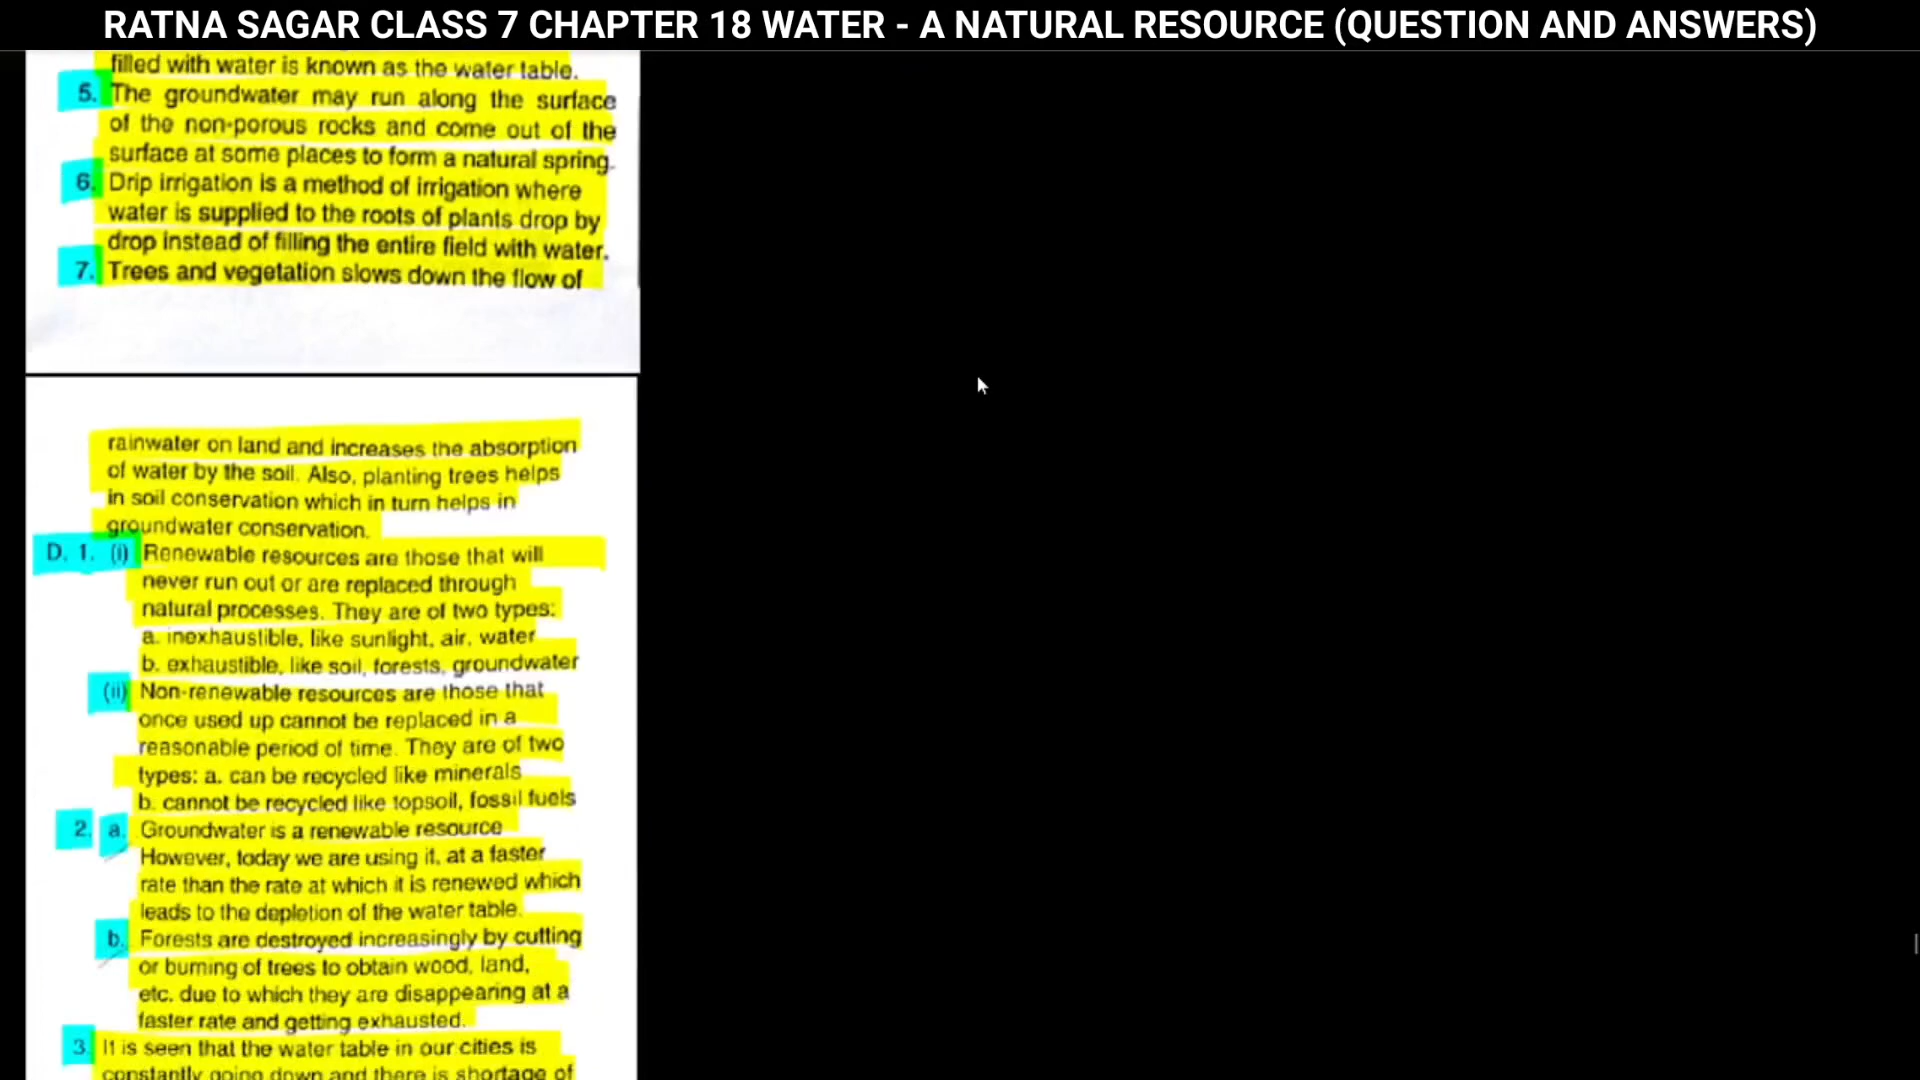 RATNA SAGAR CLASS 7 CHAPTER 18 WATER - A NATURAL RESOURCE (QUESTION AND ANSWERS)
filled with water is known as the water table.
5. The groundwater may run along the surface
of the non-porous rocks and come out of the
surface at some places to form a natural spring.
6. Drip irrigation is a method of irrigation where
water is supplied to the roots of plants drop by
drop instead of filling the entire field with water.
7. Trees and vegetation slows down the flow of
rainwater on land and increases the absorption
of water by the soil. Also, planting trees helps
in soil conservation which in turn helps in
groundwater conservation.
D. 1. (i) Renewable resources are those that will
never run out or are replaced through
natural processes. They are of two types:
a. inexhaustible, like sunlight, air, water
b. exhaustible, like soil, forests, groundwater
(ii) Non-renewable resources are those that
once used up cannot be replaced in a
reasonable period of time. They are of two
types: a. can be recycled like minerals
b. cannot be recycled like topsoil, fossil fuels
2. a. Groundwater is a renewable resource
However, today we are using it, at a faster
rate than the rate at which it is renewed which
leads to the depletion of the water table.
b. Forests are destroyed increasingly by cutting
or burning of trees to obtain wood, land,
etc. due to which they are disappearing at a
faster rate and getting exhausted.
3. It is seen that the water table in our cities is
constantly going down and there is shortage of